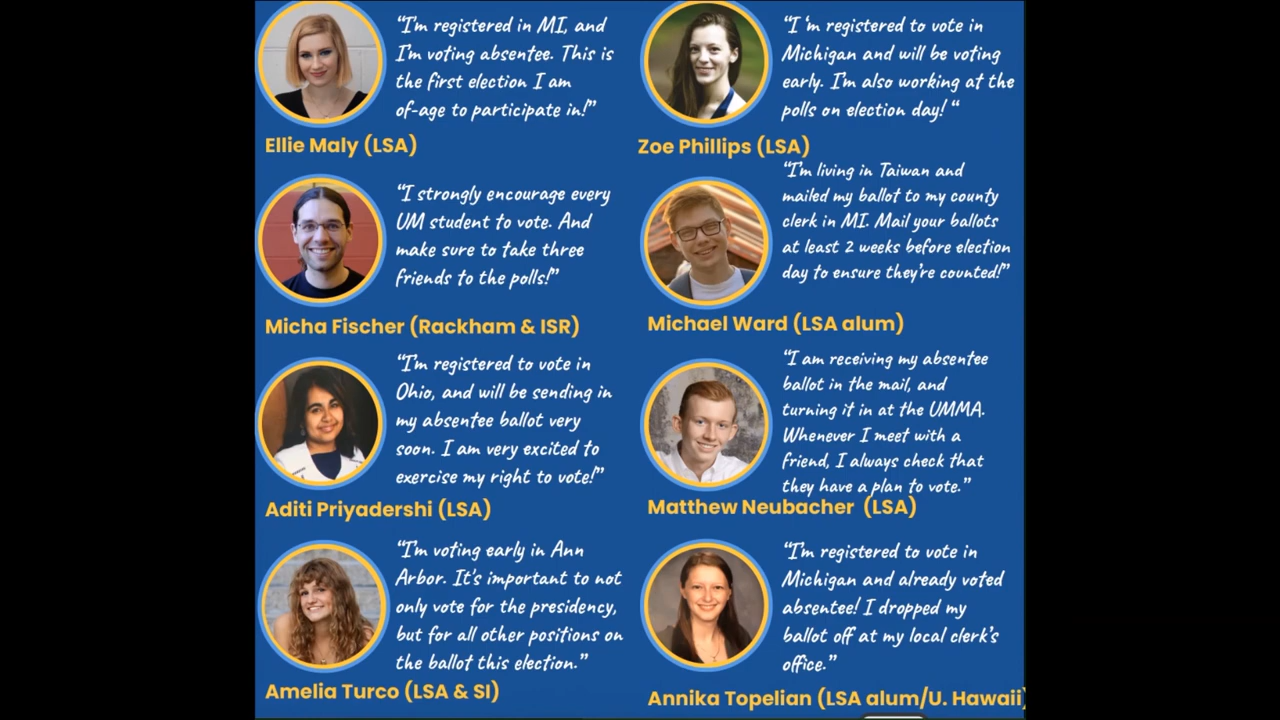 “I'm registered in MI, and
I'm voting absentee. This is
the first election I am
of-age to participate in!”
Ellie Maly (LSA)
“I ‘m registered to vote in
Michigan and will be voting
early. I'm also working at the
polls on election day! “
Zoe Phillips (LSA)
“I strongly encourage every
UM student to vote. And
make sure to take three
friends to the polls!”
Micha Fischer (Rackham & ISR)
“I'm living in Taiwan and
mailed my ballot to my county
clerk in MI. Mail your ballots
at least 2 weeks before election
day to ensure they're counted!”
Michael Ward (LSA alum)
“I'm registered to vote in
Ohio, and will be sending in
my absentee ballot very
soon. I am very excited to
exercise my right to vote!”
Aditi Priyadershi (LSA)
“I am receiving my absentee
ballot in the mail, and
turning it in at the UMMA.
Whenever I meet with a
friend, I always check that
they have a plan to vote.”
Matthew Neubacher (LSA)
“I'm voting early in Ann
Arbor. It's important to not
only vote for the presidency,
but for all other positions on
the ballot this election.”
Amelia Turco (LSA & SI)
“I'm registered to vote in
Michigan and already voted
absentee! I dropped my
ballot off at my local clerk's
office.”
Annika Topelian (LSA alum/U. Hawaii)